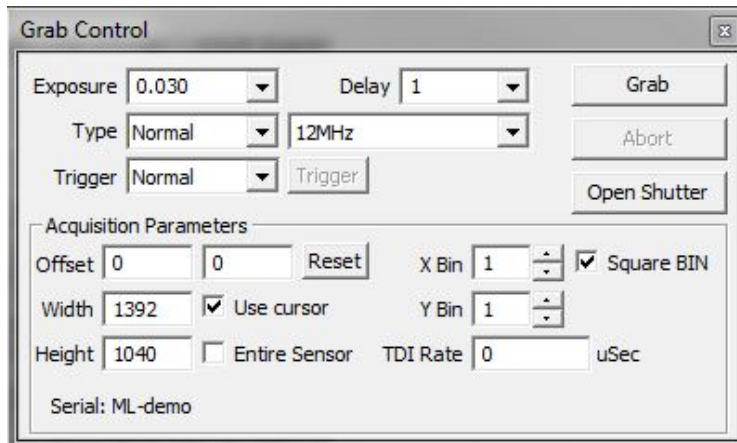 Grab Control
Exposure 0.030 Delay 1 Grab
Type Normal 12MHz Abort
Trigger Normal Trigger Open Shutter
Acquisition Parameters
Offset 0 0 Reset X Bin 1 Square BIN
Width 1392 Use cursor Y Bin 1
Height 1040 Entire Sensor TDI Rate 0 uSec
Serial: ML-demo